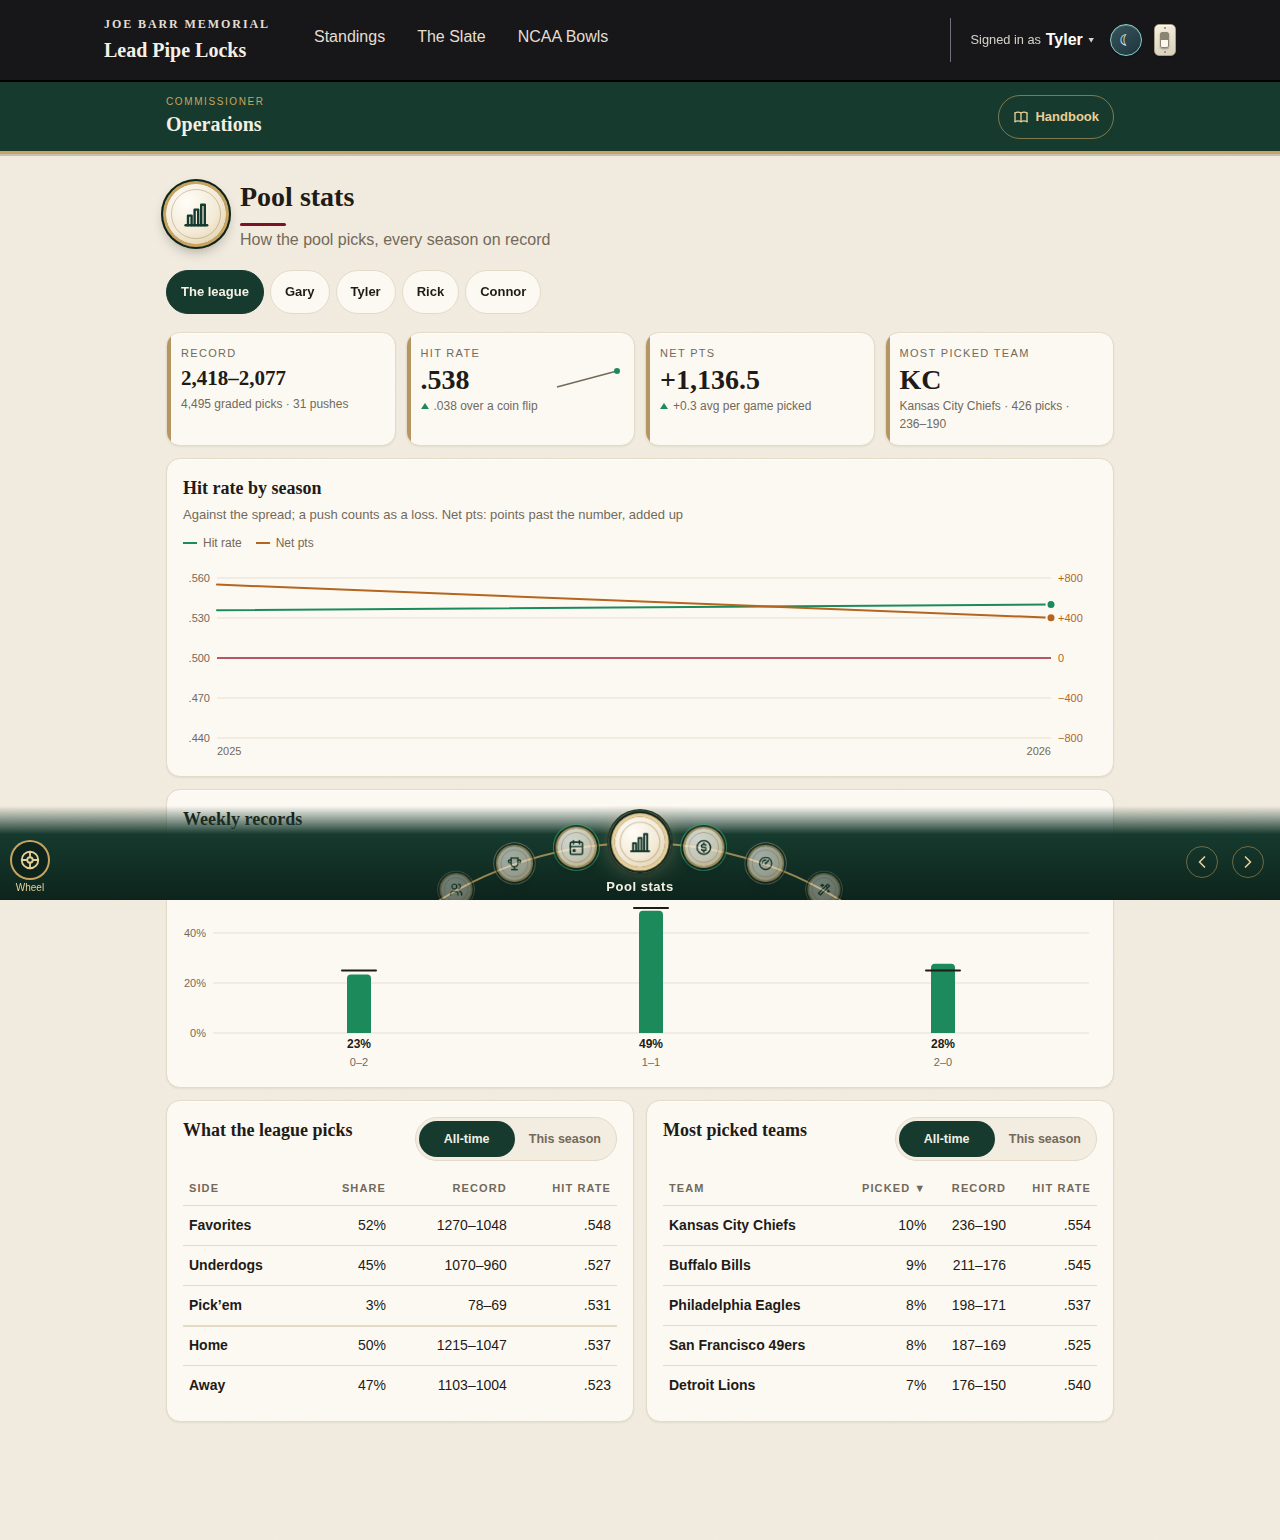 JOE BARR MEMORIAL
Lead Pipe Locks
Standings
The Slate
NCAA Bowls
Signed in as Tyler ▾
COMMISSIONER
Operations
Handbook
Pool stats
How the pool picks, every season on record
The league
Gary
Tyler
Rick
Connor
RECORD
2,418–2,077
4,495 graded picks · 31 pushes
HIT RATE
.538
.038 over a coin flip
NET PTS
+1,136.5
+0.3 avg per game picked
MOST PICKED TEAM
KC
Kansas City Chiefs · 426 picks ·
236–190
Hit rate by season
Against the spread; a push counts as a loss. Net pts: points past the number, added up
Hit rate
Net pts
.560
+800
.530
+400
.500
0
.470
−400
.440
−800
2025
2026
Weekly records
Wheel
Pool stats
40%
20%
0%
23%
49%
28%
0–2
1–1
2–0
What the league picks
All-time
This season
SIDE SHARE RECORD HIT RATE
Favorites 52% 1270–1048 .548
Underdogs 45% 1070–960 .527
Pick’em 3% 78–69 .531
Home 50% 1215–1047 .537
Away 47% 1103–1004 .523
Most picked teams
All-time
This season
TEAM PICKED ▼ RECORD HIT RATE
Kansas City Chiefs 10% 236–190 .554
Buffalo Bills 9% 211–176 .545
Philadelphia Eagles 8% 198–171 .537
San Francisco 49ers 8% 187–169 .525
Detroit Lions 7% 176–150 .540